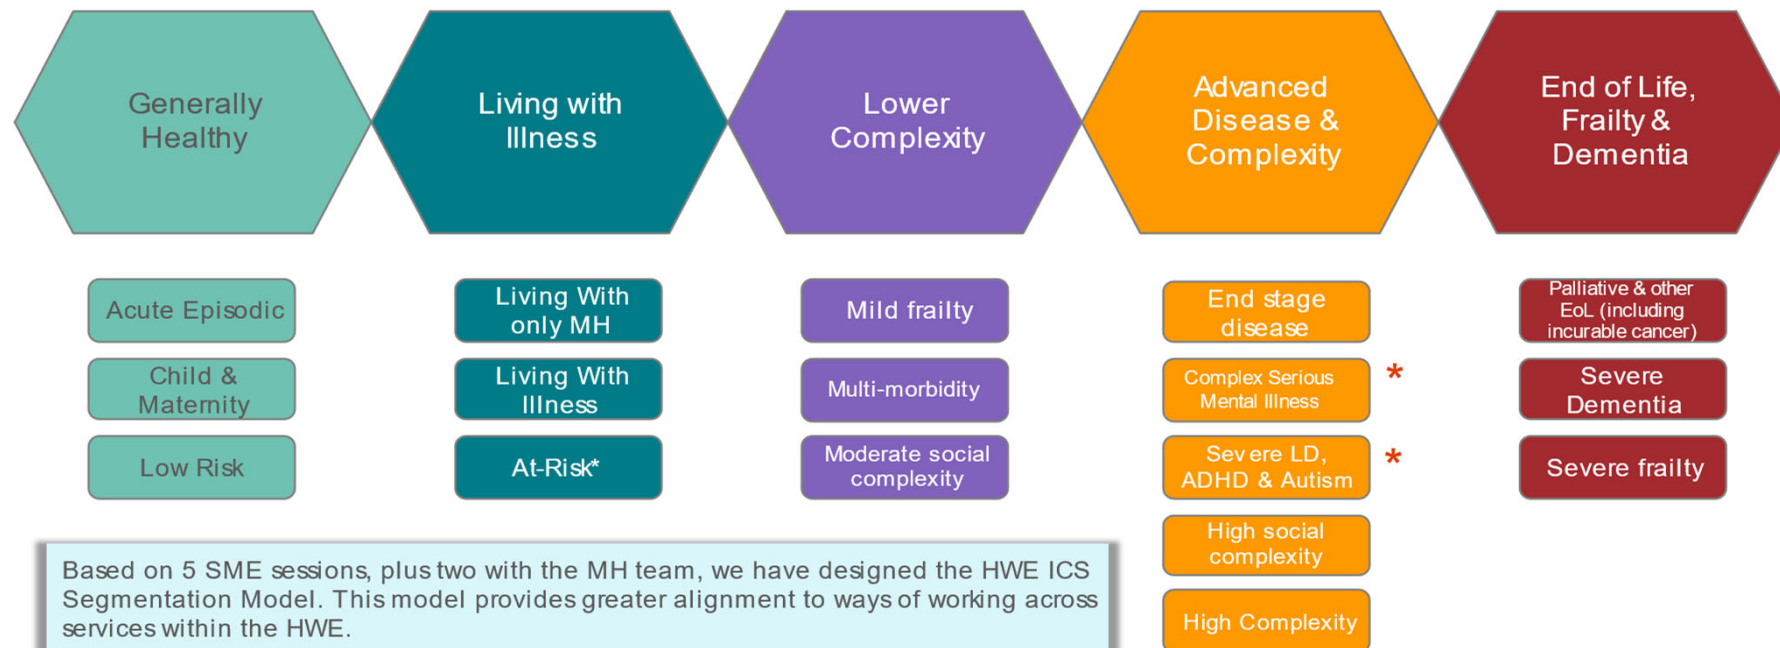 Generally
Healthy
Living with
Illness
Lower
Complexity
Advanced
Disease &
Complexity
End of Life,
Frailty &
Dementia
Acute Episodic
Child &
Maternity
Low Risk
Living With
only MH
Living With
Illness
At-Risk*
Mild frailty
Multi-morbidity
Moderate social
complexity
End stage
disease
Complex Serious
Mental Illness
*
Severe LD,
ADHD & Autism
*
High social
complexity
High Complexity
Palliative & other
EoL (including
incurable cancer)
Severe
Dementia
Severe frailty
Based on 5 SME sessions, plus two with the MH team, we have designed the HWE ICS
Segmentation Model. This model provides greater alignment to ways of working across
services within the HWE.